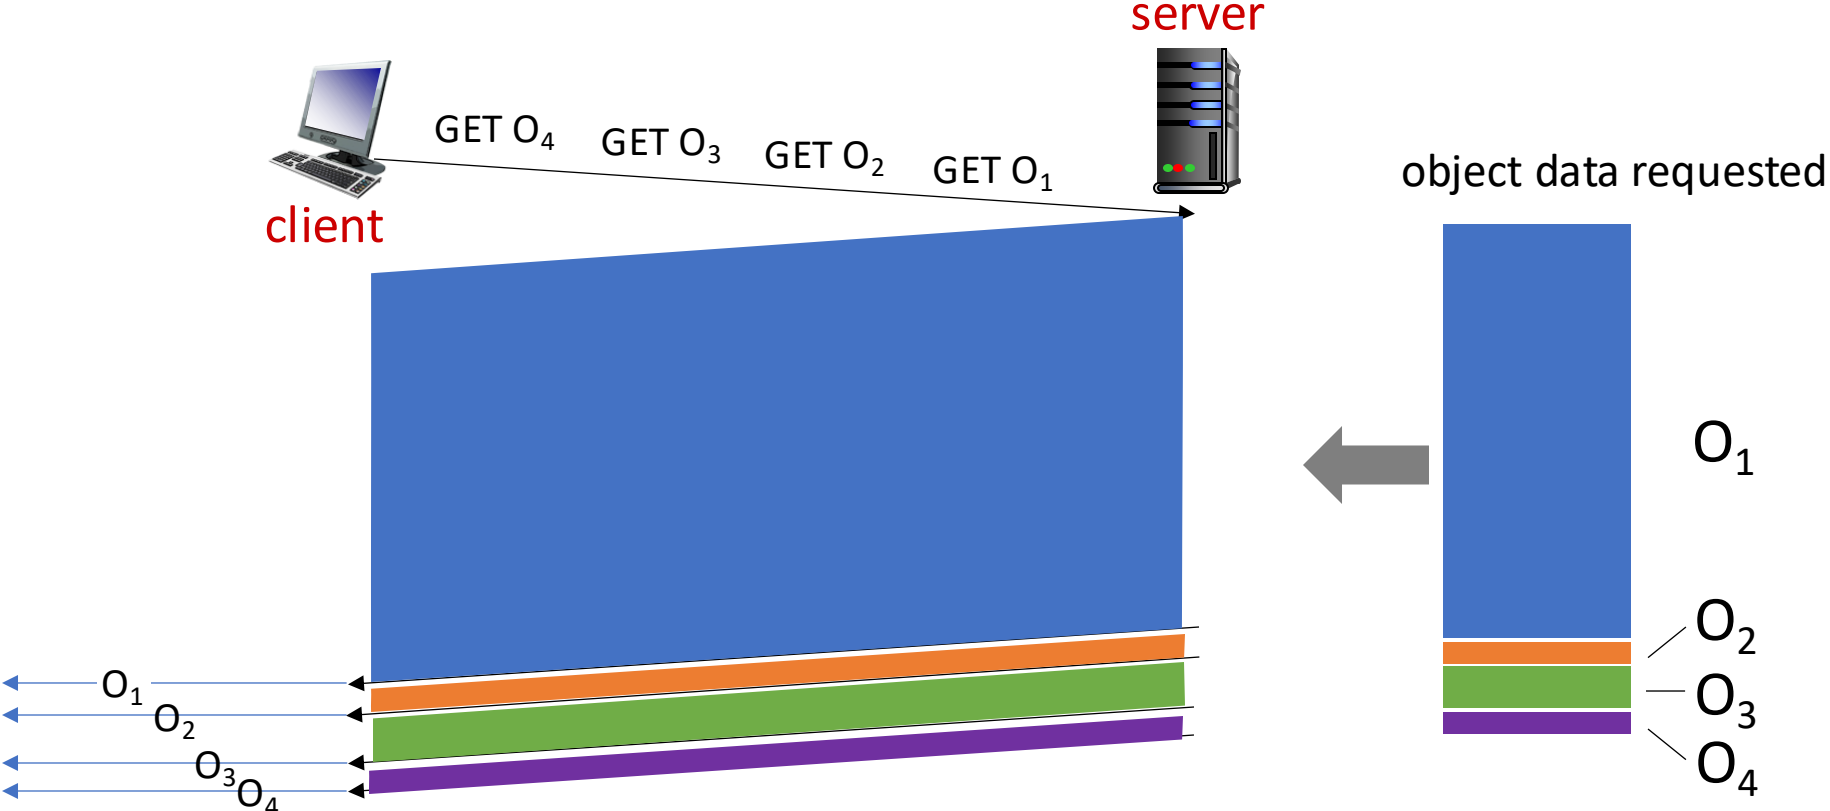 server
GET O₄
GET O₃
GET O₂
GET O₁
object data requested
client
O₁
O₂
O₃
O₄
O₁
O₂
O₃
O₄